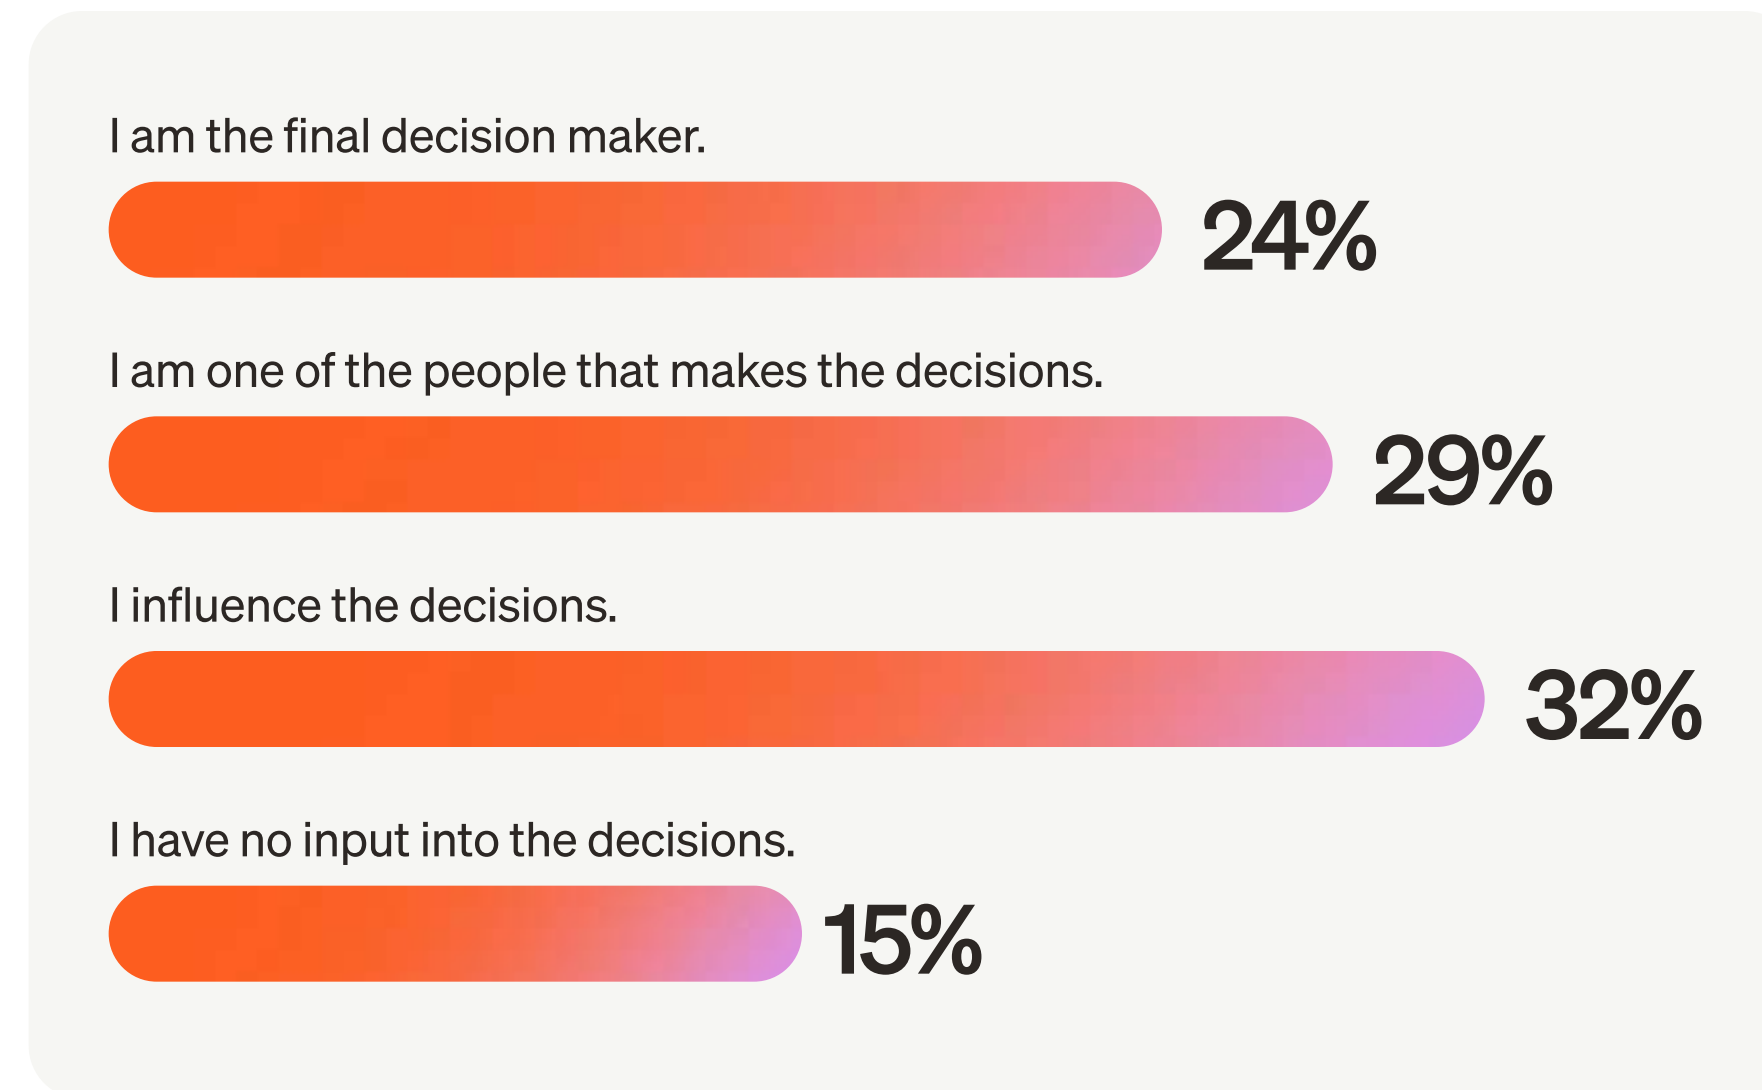 I am the final decision maker.
24%
I am one of the people that makes the decisions.
29%
I influence the decisions.
32%
I have no input into the decisions.
15%